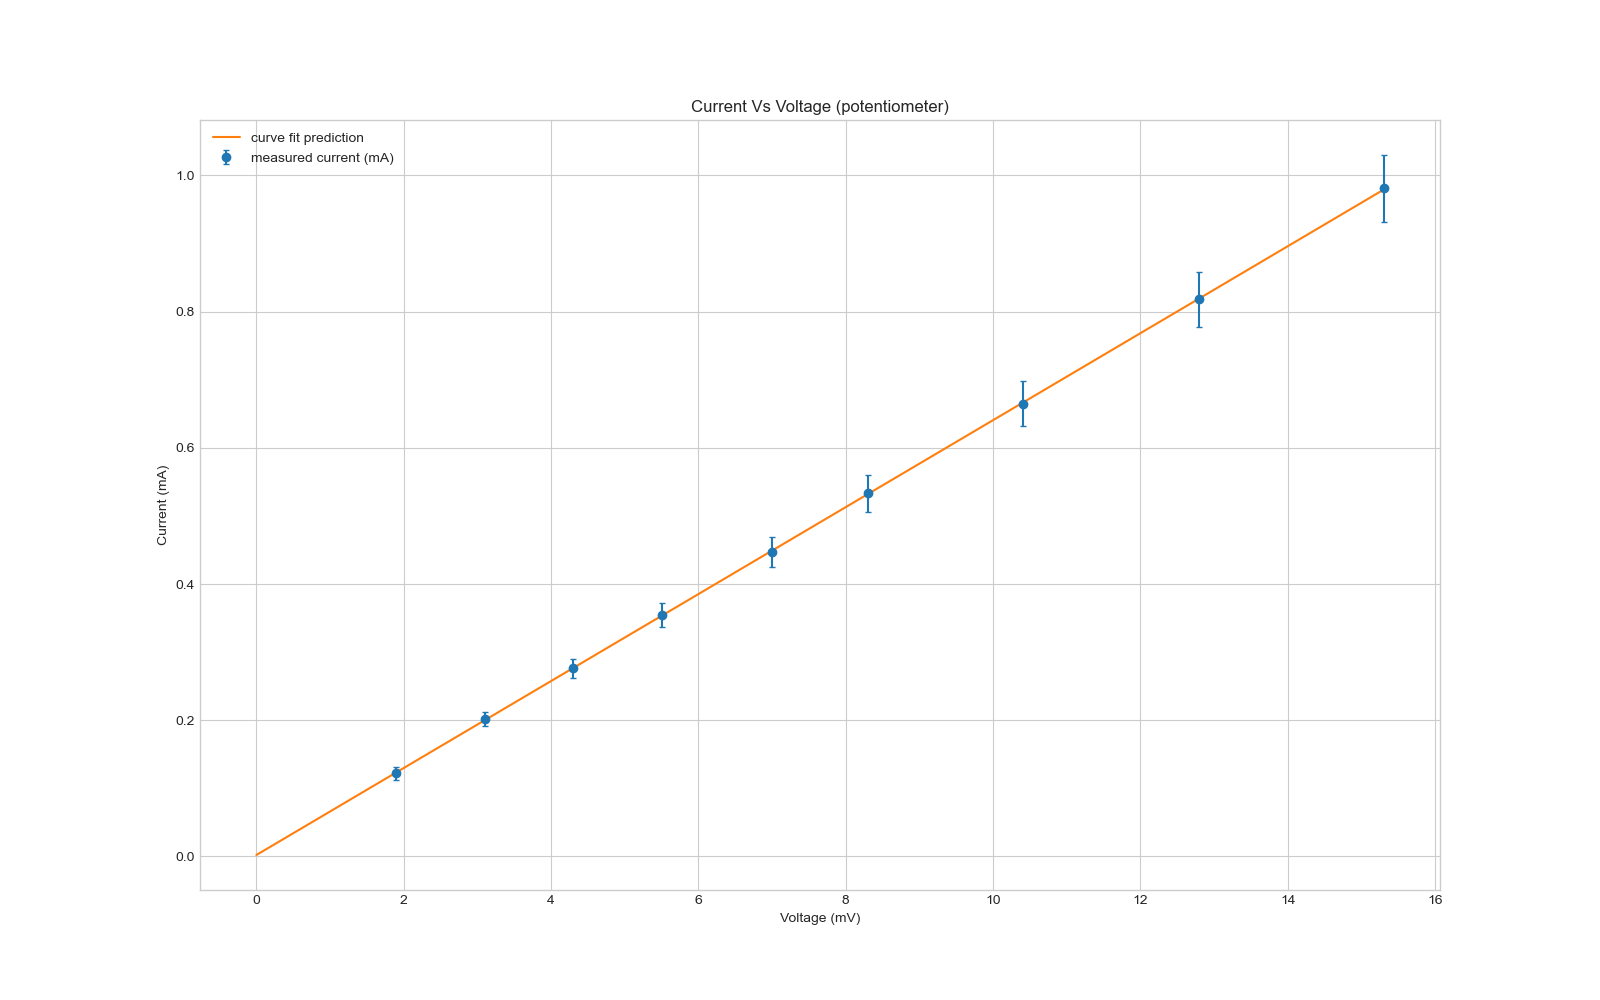 Current Vs Voltage (potentiometer)
curve fit prediction
measured current (mA)
1.0
0.8
0.6
0.4
0.2
0.0
Current (mA)
0 2 4 6 8 10 12 14 16
Voltage (mV)